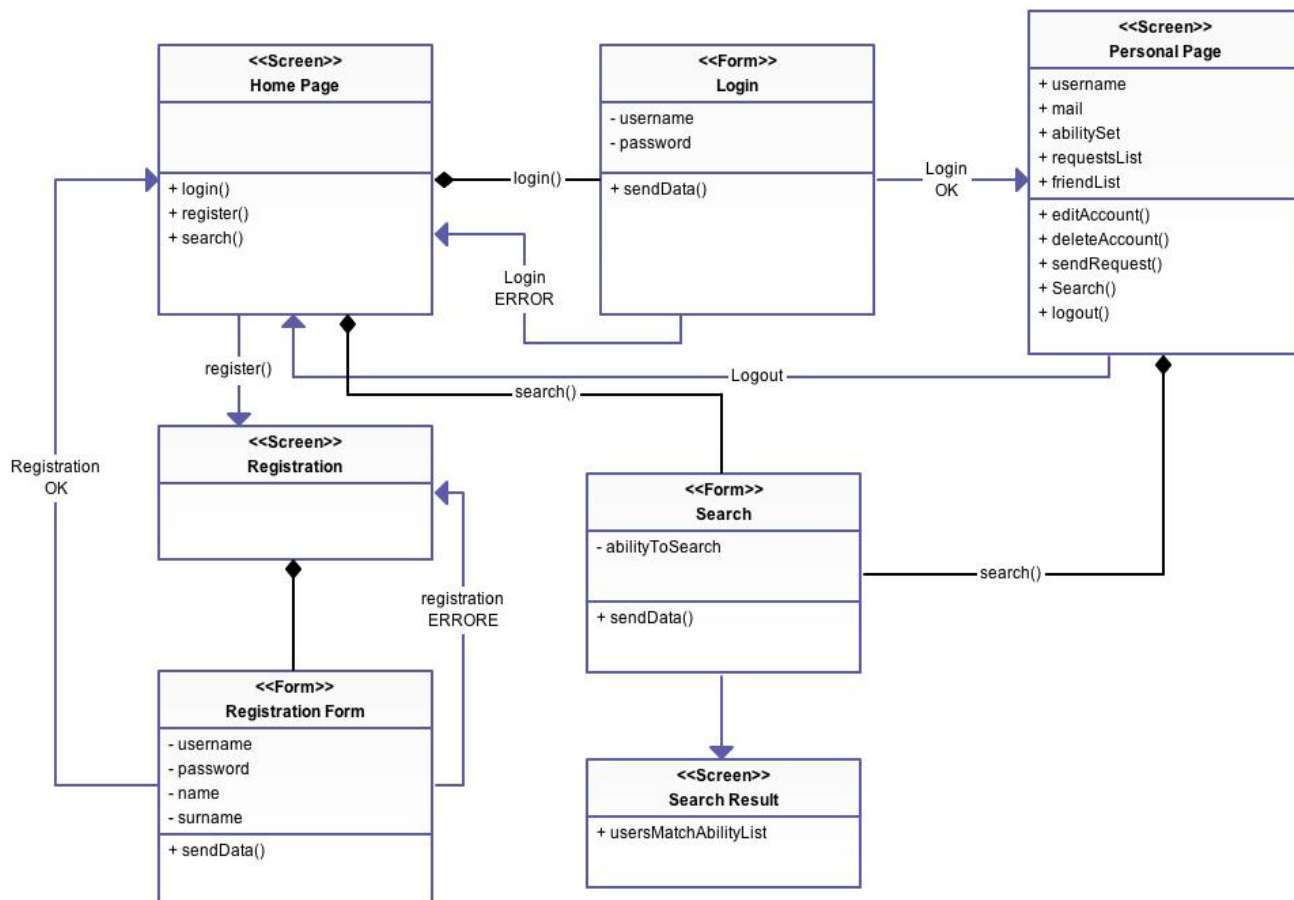 <<Screen>>
Home Page
+ login()
+ register()
+ search()
<<Form>>
Login
- username
- password
+ sendData()
<<Screen>>
Personal Page
+ username
+ mail
+ abilitySet
+ requestsList
+ friendList
+ editAccount()
+ deleteAccount()
+ sendRequest()
+ Search()
+ logout()
login()
Login
OK
Login
ERROR
register()
Logout
search()
<<Screen>>
Registration
Registration
OK
registration
ERRORE
<<Form>>
Search
- abilityToSearch
+ sendData()
search()
<<Form>>
Registration Form
- username
- password
- name
- surname
+ sendData()
<<Screen>>
Search Result
+ usersMatchAbilityList